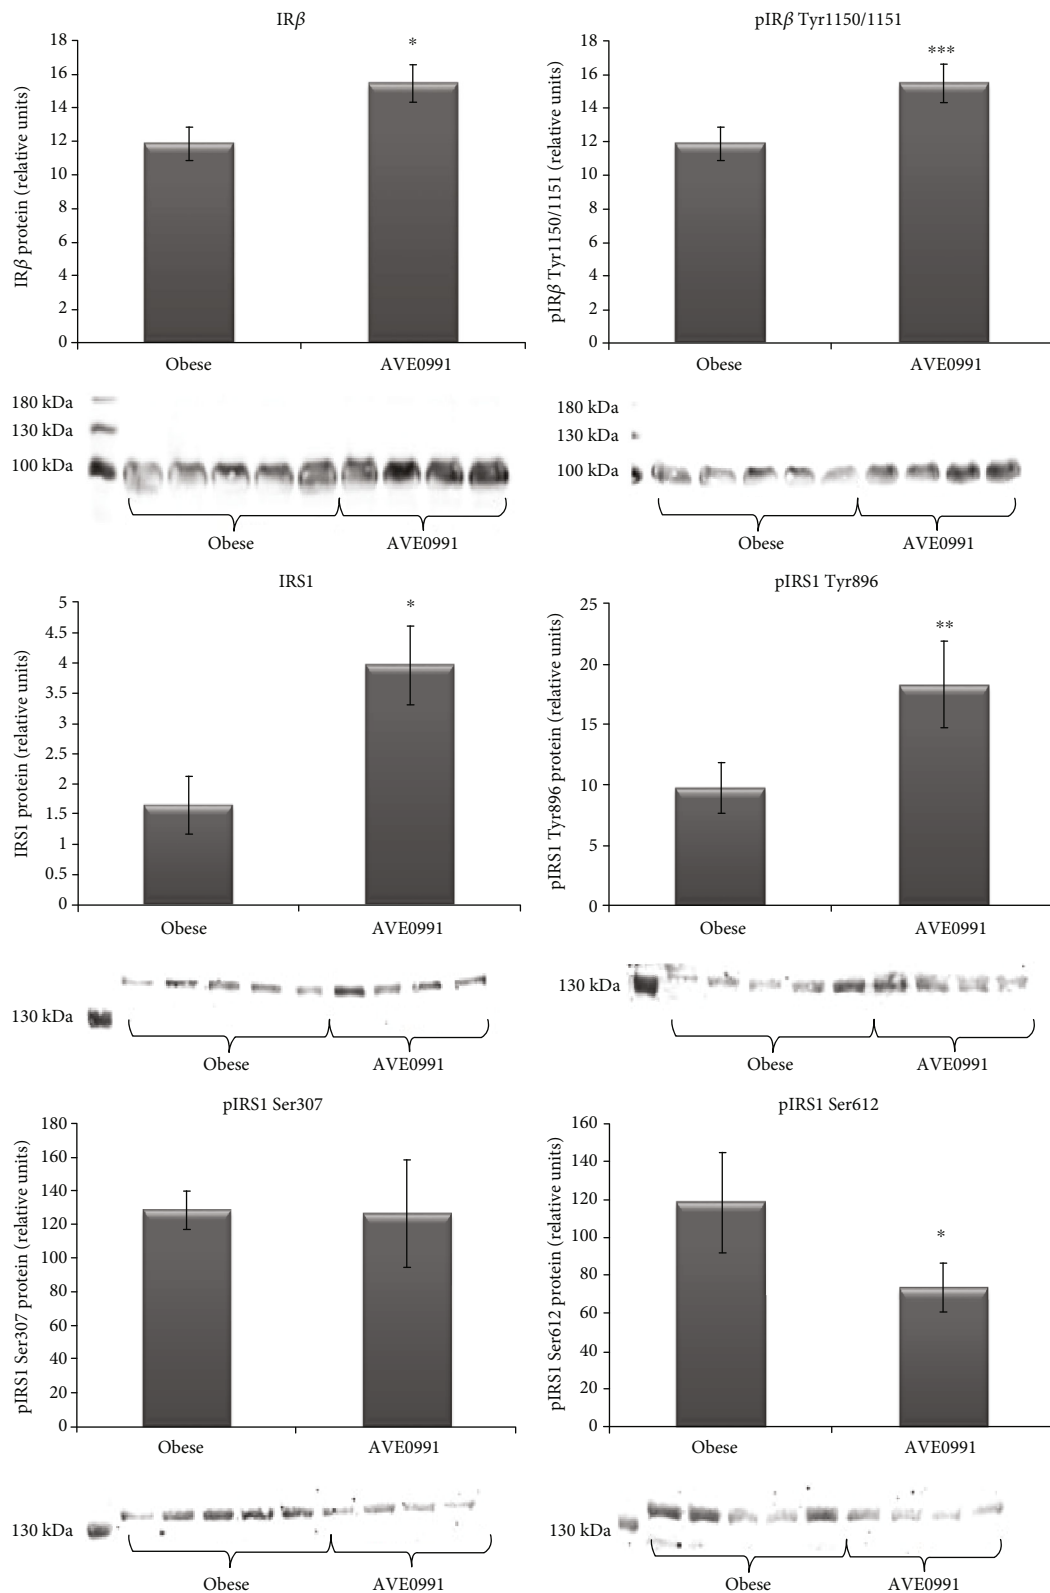 IRβ
IRβ protein (relative units)
18
16
14
12
10
8
6
4
2
0
*
Obese
AVE0991
180 kDa
130 kDa
100 kDa
Obese
AVE0991
pIRβ Tyr1150/1151
pIRβ Tyr1150/1151 (relative units)
18
16
14
12
10
8
6
4
2
0
***
Obese
AVE0991
180 kDa
130 kDa
100 kDa
Obese
AVE0991
IRS1
IRS1 protein (relative units)
5
4.5
4
3.5
3
2.5
2
1.5
1
0.5
0
*
Obese
AVE0991
130 kDa
Obese
AVE0991
pIRS1 Tyr896
pIRS1 Tyr896 protein (relative units)
25
20
15
10
5
0
**
Obese
AVE0991
130 kDa
Obese
AVE0991
pIRS1 Ser307
pIRS1 Ser307 protein (relative units)
180
160
140
120
100
80
60
40
20
0
Obese
AVE0991
130 kDa
Obese
AVE0991
pIRS1 Ser612
pIRS1 Ser612 protein (relative units)
160
140
120
100
80
60
40
20
0
*
Obese
AVE0991
130 kDa
Obese
AVE0991